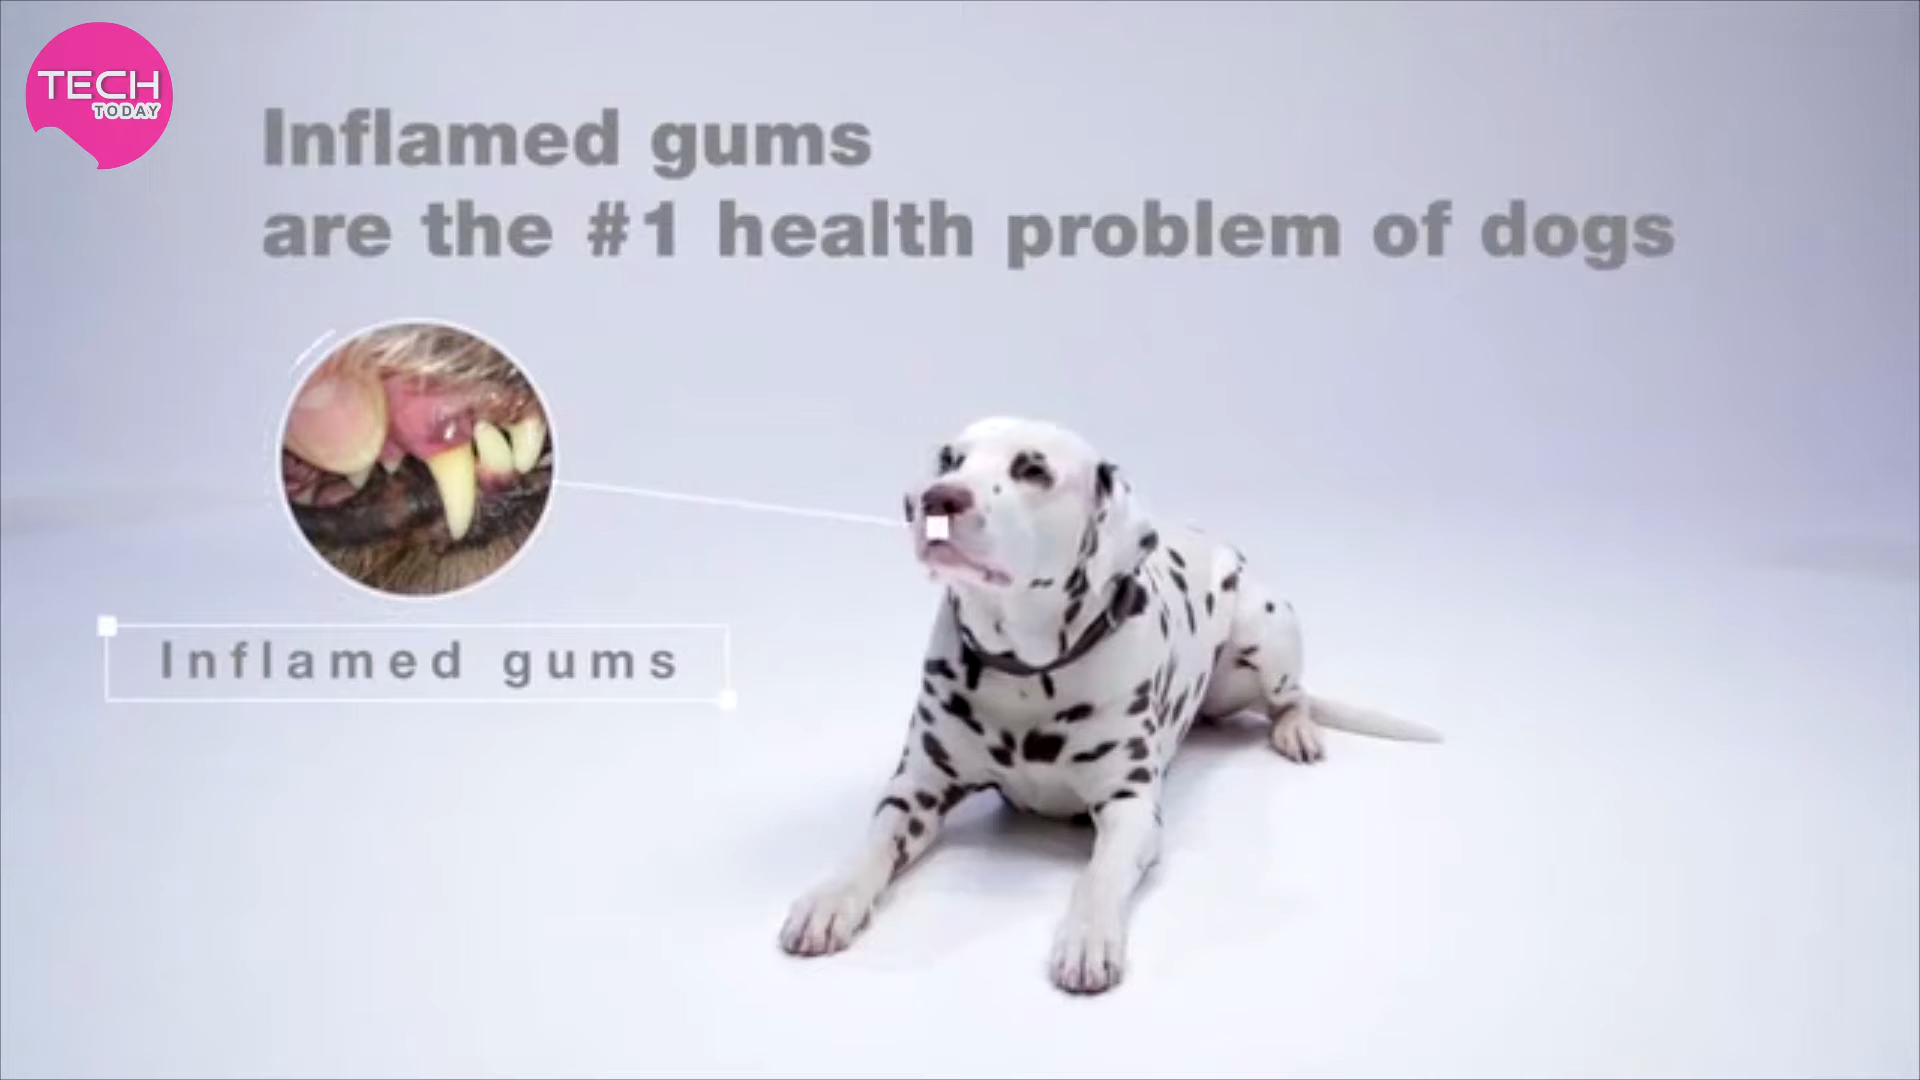 TECH
TODAY
Inflamed gums
are the #1 health problem of dogs
Inflamed gums